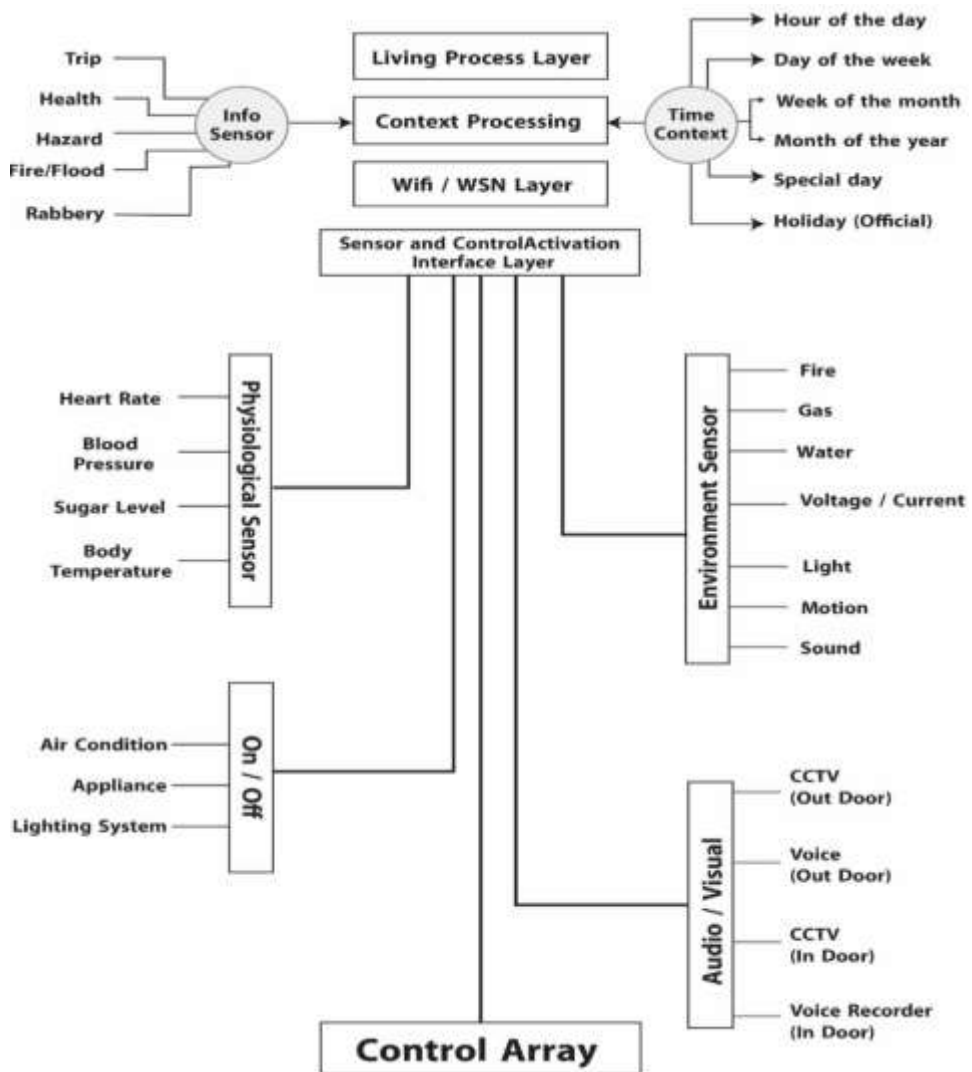 Trip
Health
Hazard
Fire/Flood
Rabbery
Info
Sensor
Living Process Layer
Context Processing
Wifi / WSN Layer
Time
Context
Hour of the day
Day of the week
Week of the month
Month of the year
Special day
Holiday (Official)
Sensor and ControlActivation
Interface Layer
Heart Rate
Blood
Pressure
Sugar Level
Body
Temperature
Physiological Sensor
Environment Sensor
Fire
Gas
Water
Voltage / Current
Light
Motion
Sound
Air Condition
Appliance
Lighting System
On / Off
Audio / Visual
CCTV
(Out Door)
Voice
(Out Door)
CCTV
(In Door)
Voice Recorder
(In Door)
Control Array